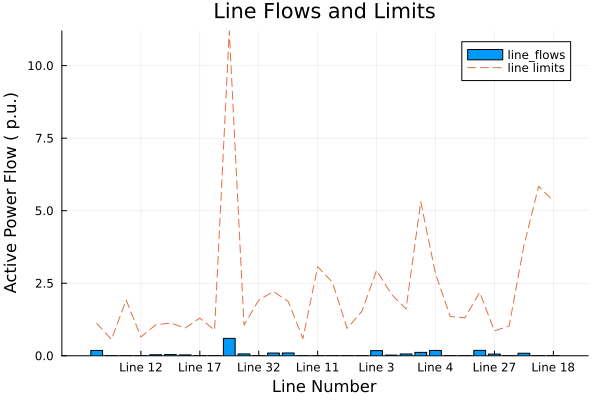 Line Flows and Limits
Active Power Flow ( p.u.)
10.0
7.5
5.0
2.5
0.0
line_flows
line limits
Line 12 Line 17 Line 32 Line 11 Line 3 Line 4 Line 27 Line 18
Line Number